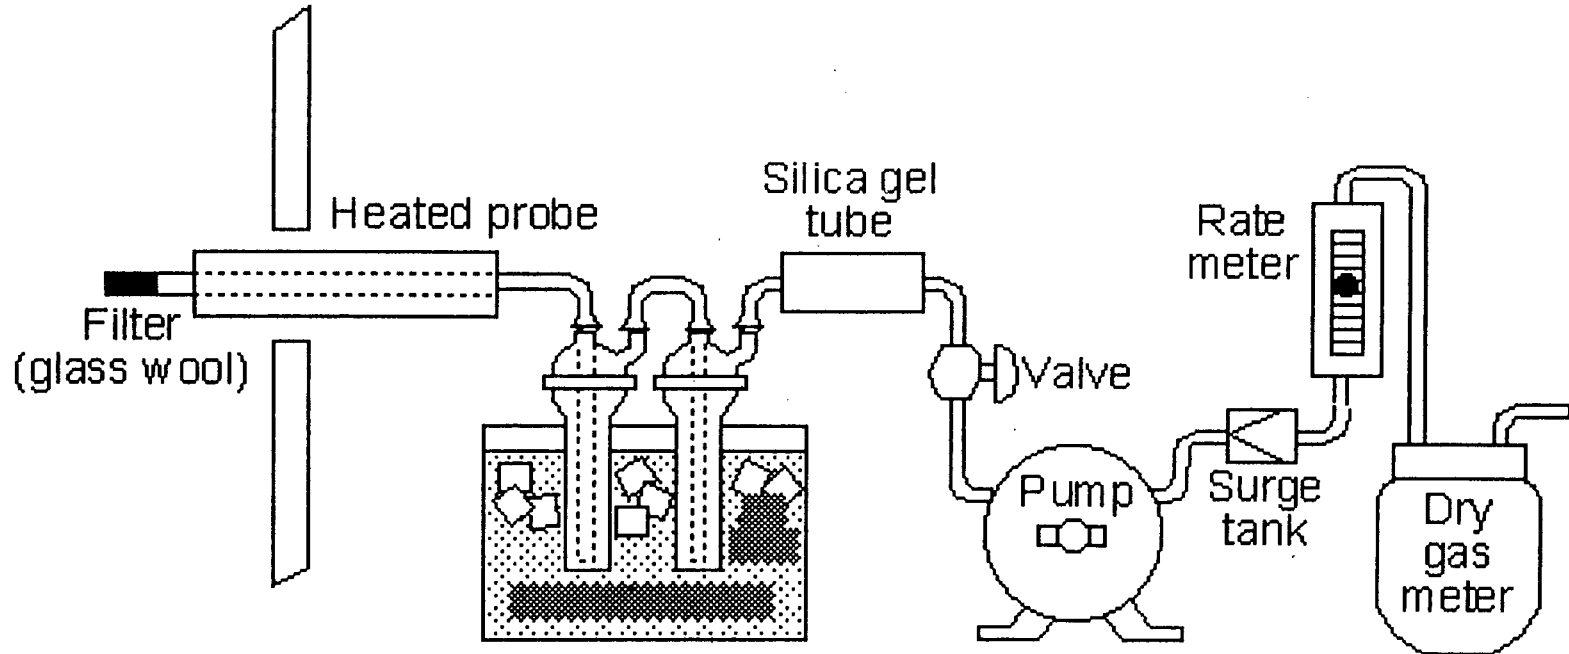 Heated probe
Filter
(glass wool)
Silica gel
tube
Valve
Pump
Surge
tank
Rate
meter
Dry
gas
meter